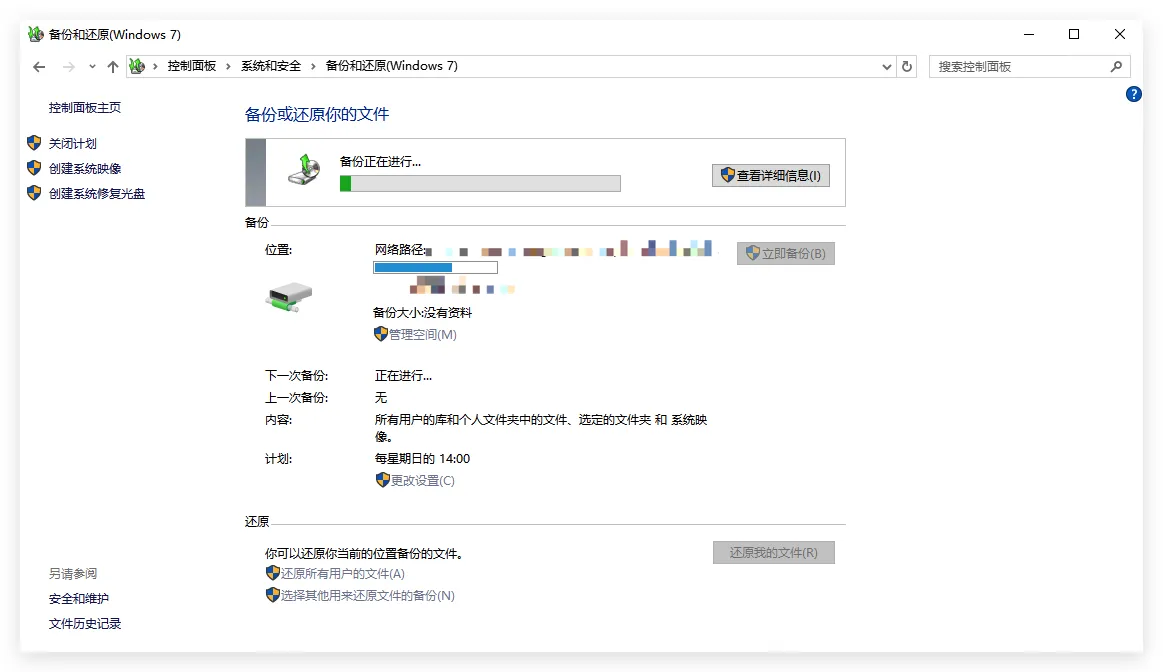 备份和还原(Windows 7)
控制面板 › 系统和安全 › 备份和还原(Windows 7)
搜索控制面板
控制面板主页
关闭计划
创建系统映像
创建系统修复光盘
备份或还原你的文件
备份正在进行...
查看详细信息(I)
备份
位置:
网络路径:
立即备份(B)
备份大小:没有资料
管理空间(M)
下一次备份: 正在进行...
上一次备份: 无
内容: 所有用户的库和个人文件夹中的文件、选定的文件夹 和 系统映
像。
计划: 每星期日的 14:00
更改设置(C)
还原
你可以还原你当前的位置备份的文件。
还原我的文件(R)
还原所有用户的文件(A)
选择其他用来还原文件的备份(N)
另请参阅
安全和维护
文件历史记录